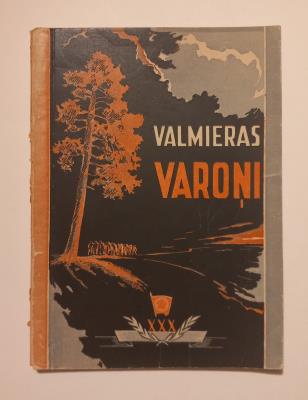 VALMIERAS
VAROŅI
XXX